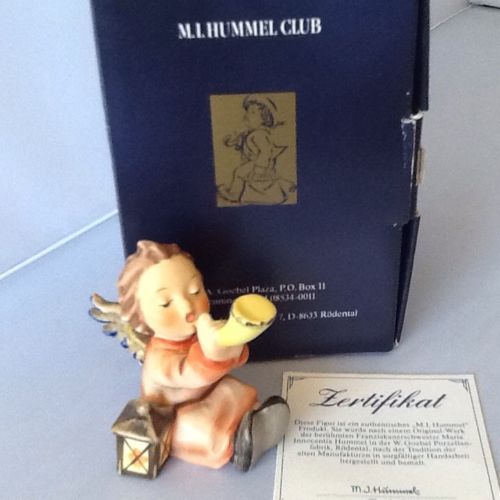 M.I. HUMMEL CLUB
Goebel Plaza, P.O. Box 11
08534-0011
D-8633 Rödental
Zertifikat
Diese Figur ist ein authentisches „M.I. Hummel"
Produkt. Sie wurde nach einem Original-Werk
der berühmten Franziskanerschwester Maria
Innocentia Hummel in der W. Goebel Porzellan-
fabrik, Rödental, nach der Tradition der
alten Manufakturen in sorgfältiger Handarbeit
hergestellt und bemalt.
M.J. Hummel